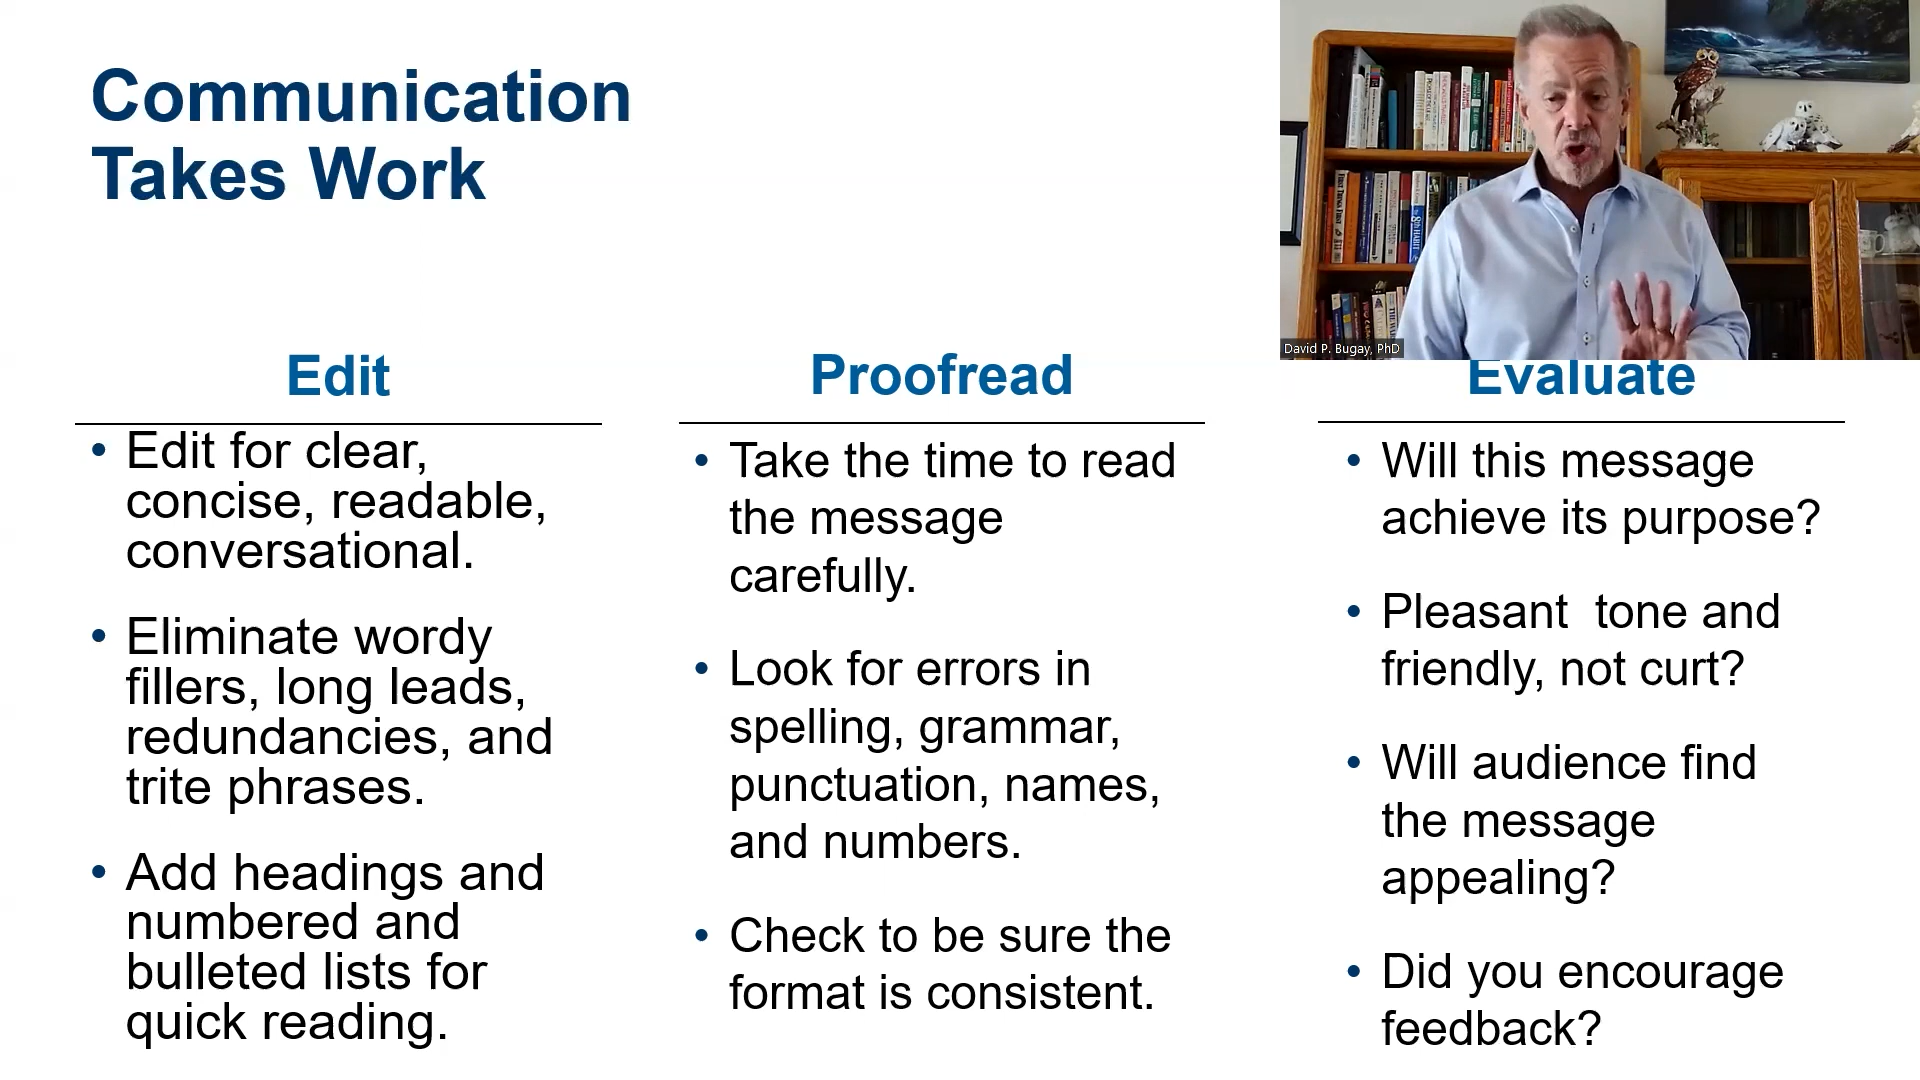 Communication
Takes Work
David P. Bugay, PhD
Edit
• Edit for clear,
concise, readable,
conversational.
• Eliminate wordy
fillers, long leads,
redundancies, and
trite phrases.
• Add headings and
numbered and
bulleted lists for
quick reading.
Proofread
• Take the time to read
the message
carefully.
• Look for errors in
spelling, grammar,
punctuation, names,
and numbers.
• Check to be sure the
format is consistent.
Evaluate
• Will this message
achieve its purpose?
• Pleasant  tone and
friendly, not curt?
• Will audience find
the message
appealing?
• Did you encourage
feedback?